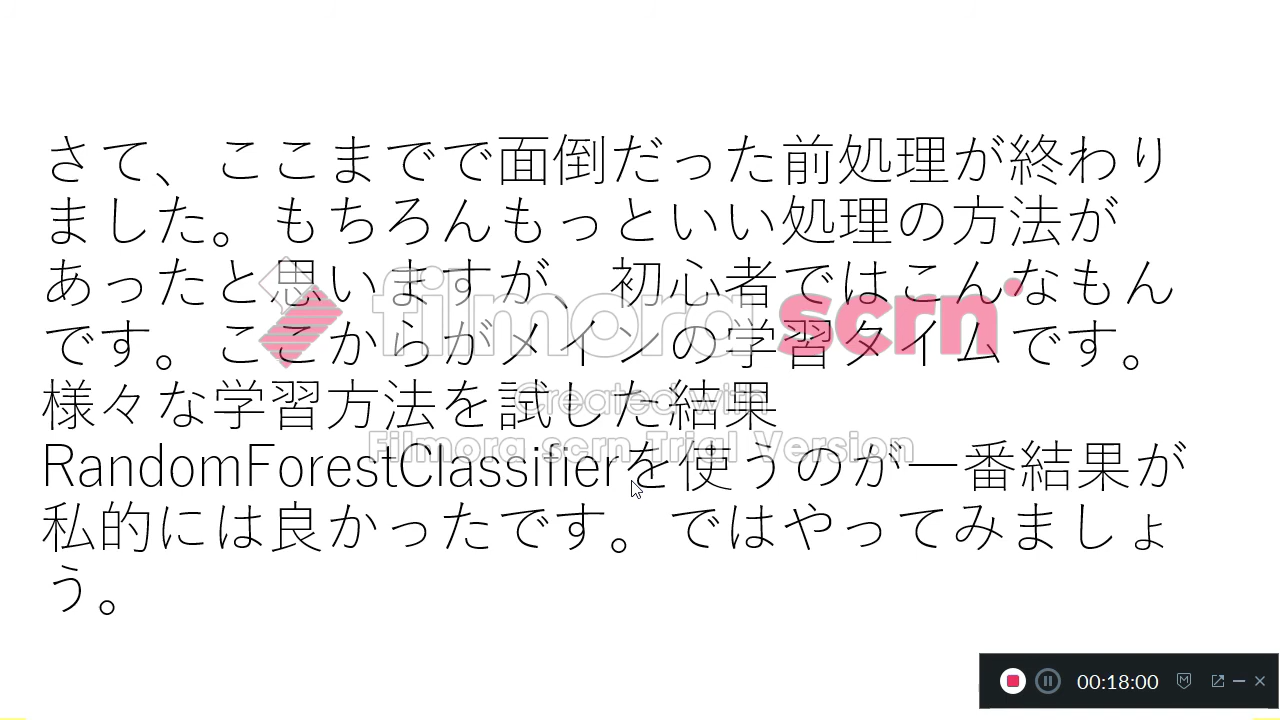 さて、ここまでで面倒だった前処理が終わり
ました。もちろんもっといい処理の方法が
あったと思いますが、初心者ではこんなもん
です。ここからがメインの学習タイムです。
様々な学習方法を試した結果
RandomForestClassifierを使うのが一番結果が
私的には良かったです。ではやってみましょ
う。
filmora scrn
Created with
Filmora scrn Trial Version
00:18:00